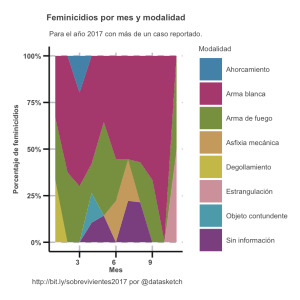 Feminicidios por mes y modalidad
Para el año 2017 con más de un caso reportado.
Modalidad
Ahorcamiento
Arma blanca
Arma de fuego
Asfixia mecánica
Degollamiento
Estrangulación
Objeto contundente
Sin información
Porcentaje de feminicidios
100%
75%
50%
25%
0%
3
6
9
Mes
http://bit.ly/sobrevivientes2017 por @datasketch